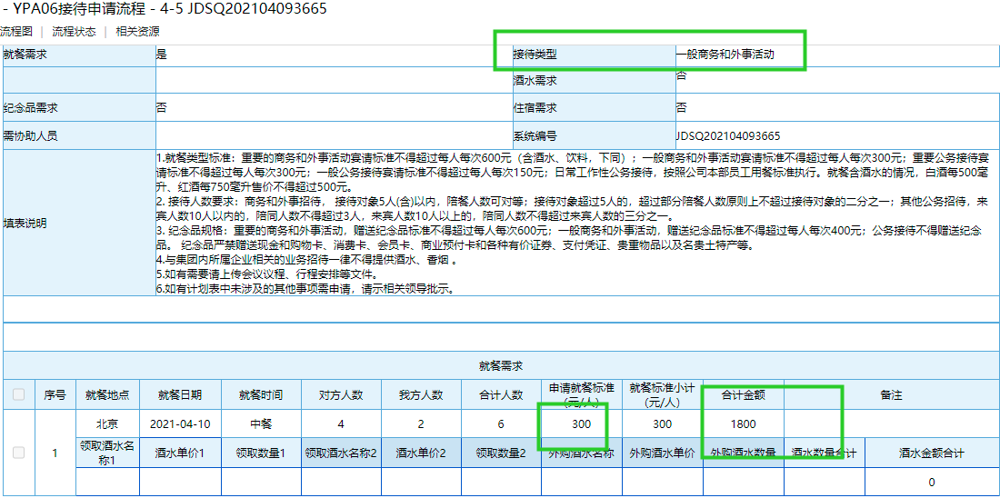 - YPA06接待申请流程 - 4-5 JDSQ202104093665
流程图 | 流程状态 | 相关资源
就餐需求 是 接待类型 一般商务和外事活动
酒水需求 否
纪念品需求 否 住宿需求 否
需协助人员 系统编号 JDSQ202104093665
填表说明
1.就餐类型标准：重要的商务和外事活动宴请标准不得超过每人每次600元（含酒水、饮料，下同）；一般商务和外事活动宴请标准不得超过每人每次300元；重要公务接待宴
请标准不得超过每人每次300元；一般公务接待宴请标准不得超过每人每次150元；日常工作性公务接待，按照公司本部员工用餐标准执行。就餐含酒水的情况，白酒每500毫
升、红酒每750毫升售价不得超过500元。
2. 接待人数要求：商务和外事招待， 接待对象5人(含)以内，陪餐人数可对等；接待对象超过5人的，超过部分陪餐人数原则上不超过接待对象的二分之一；其他公务招待，来
宾人数10人以内的，陪同人数不得超过3人，来宾人数10人以上的，陪同人数不得超过来宾人数的三分之一。
3. 纪念品规格：重要的商务和外事活动，赠送纪念品标准不得超过每人每次600元；一般商务和外事活动，赠送纪念品标准不得超过每人每次400元；公务接待不得赠送纪念
品。 纪念品严禁赠送现金和购物卡、消费卡、会员卡、商业预付卡和各种有价证券、支付凭证、贵重物品以及名贵土特产等。
4.与集团内所属企业相关的业务招待一律不得提供酒水、香烟 。
5.如有需要请上传会议议程、行程安排等文件。
6.如有计划表中未涉及的其他事项需申请，请示相关领导批示。
就餐需求
序号 就餐地点 就餐日期 就餐时间 对方人数 我方人数 合计人数 申请就餐标准（元/人） 就餐标准小计（元/人） 合计金额 备注
1 北京 2021-04-10 中餐 4 2 6 300 300 1800
领取酒水名称1 酒水单价1 领取数量1 领取酒水名称2 酒水单价2 领取数量2 外购酒水名称 外购酒水单价 外购酒水数量 酒水数量合计 酒水金额合计
0